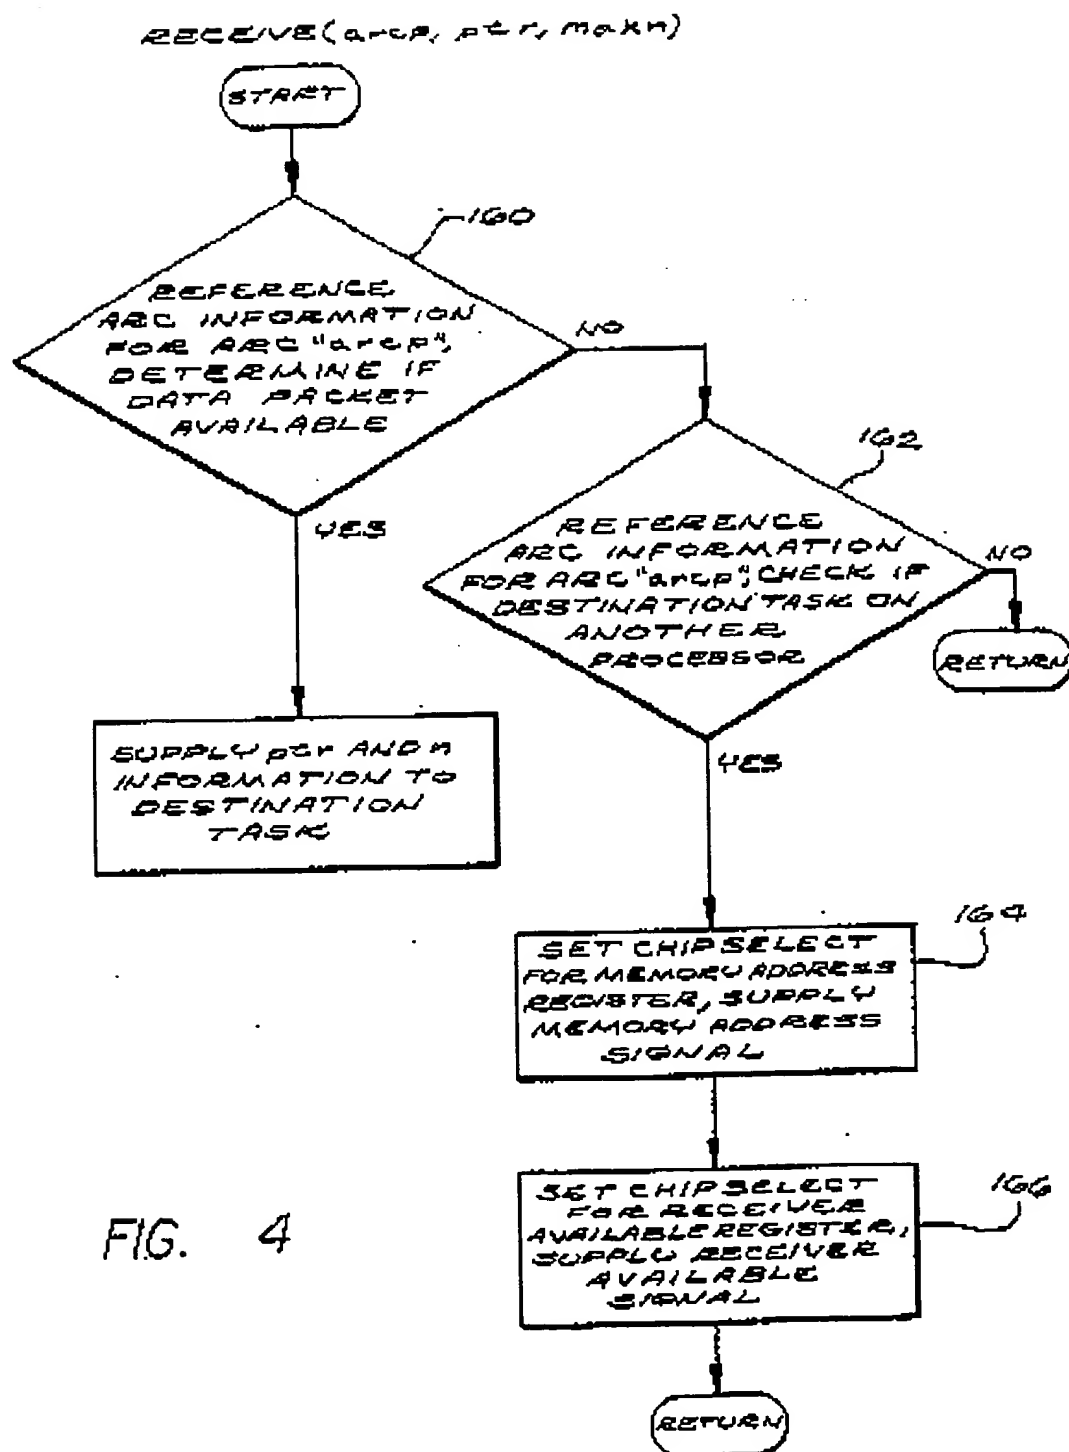 RECEIVE(arcp, ptr, maxn)
START
160
REFERENCE
ARC INFORMATION
FOR ARC "arcp",
DETERMINE IF
DATA PACKET
AVAILABLE
NO
YES
162
REFERENCE
ARC INFORMATION
FOR ARC "arcp", CHECK IF
DESTINATION TASK ON
ANOTHER
PROCESSOR
NO
RETURN
YES
SUPPLY ptr AND n
INFORMATION TO
DESTINATION
TASK
164
SET CHIPSELECT
FOR MEMORY ADDRESS
REGISTER, SUPPLY
MEMORY ADDRESS
SIGNAL
166
SET CHIPSELECT
FOR RECEIVER
AVAILABLE REGISTER,
SUPPLY RECEIVER
AVAILABLE
SIGNAL
RETURN
FIG. 4